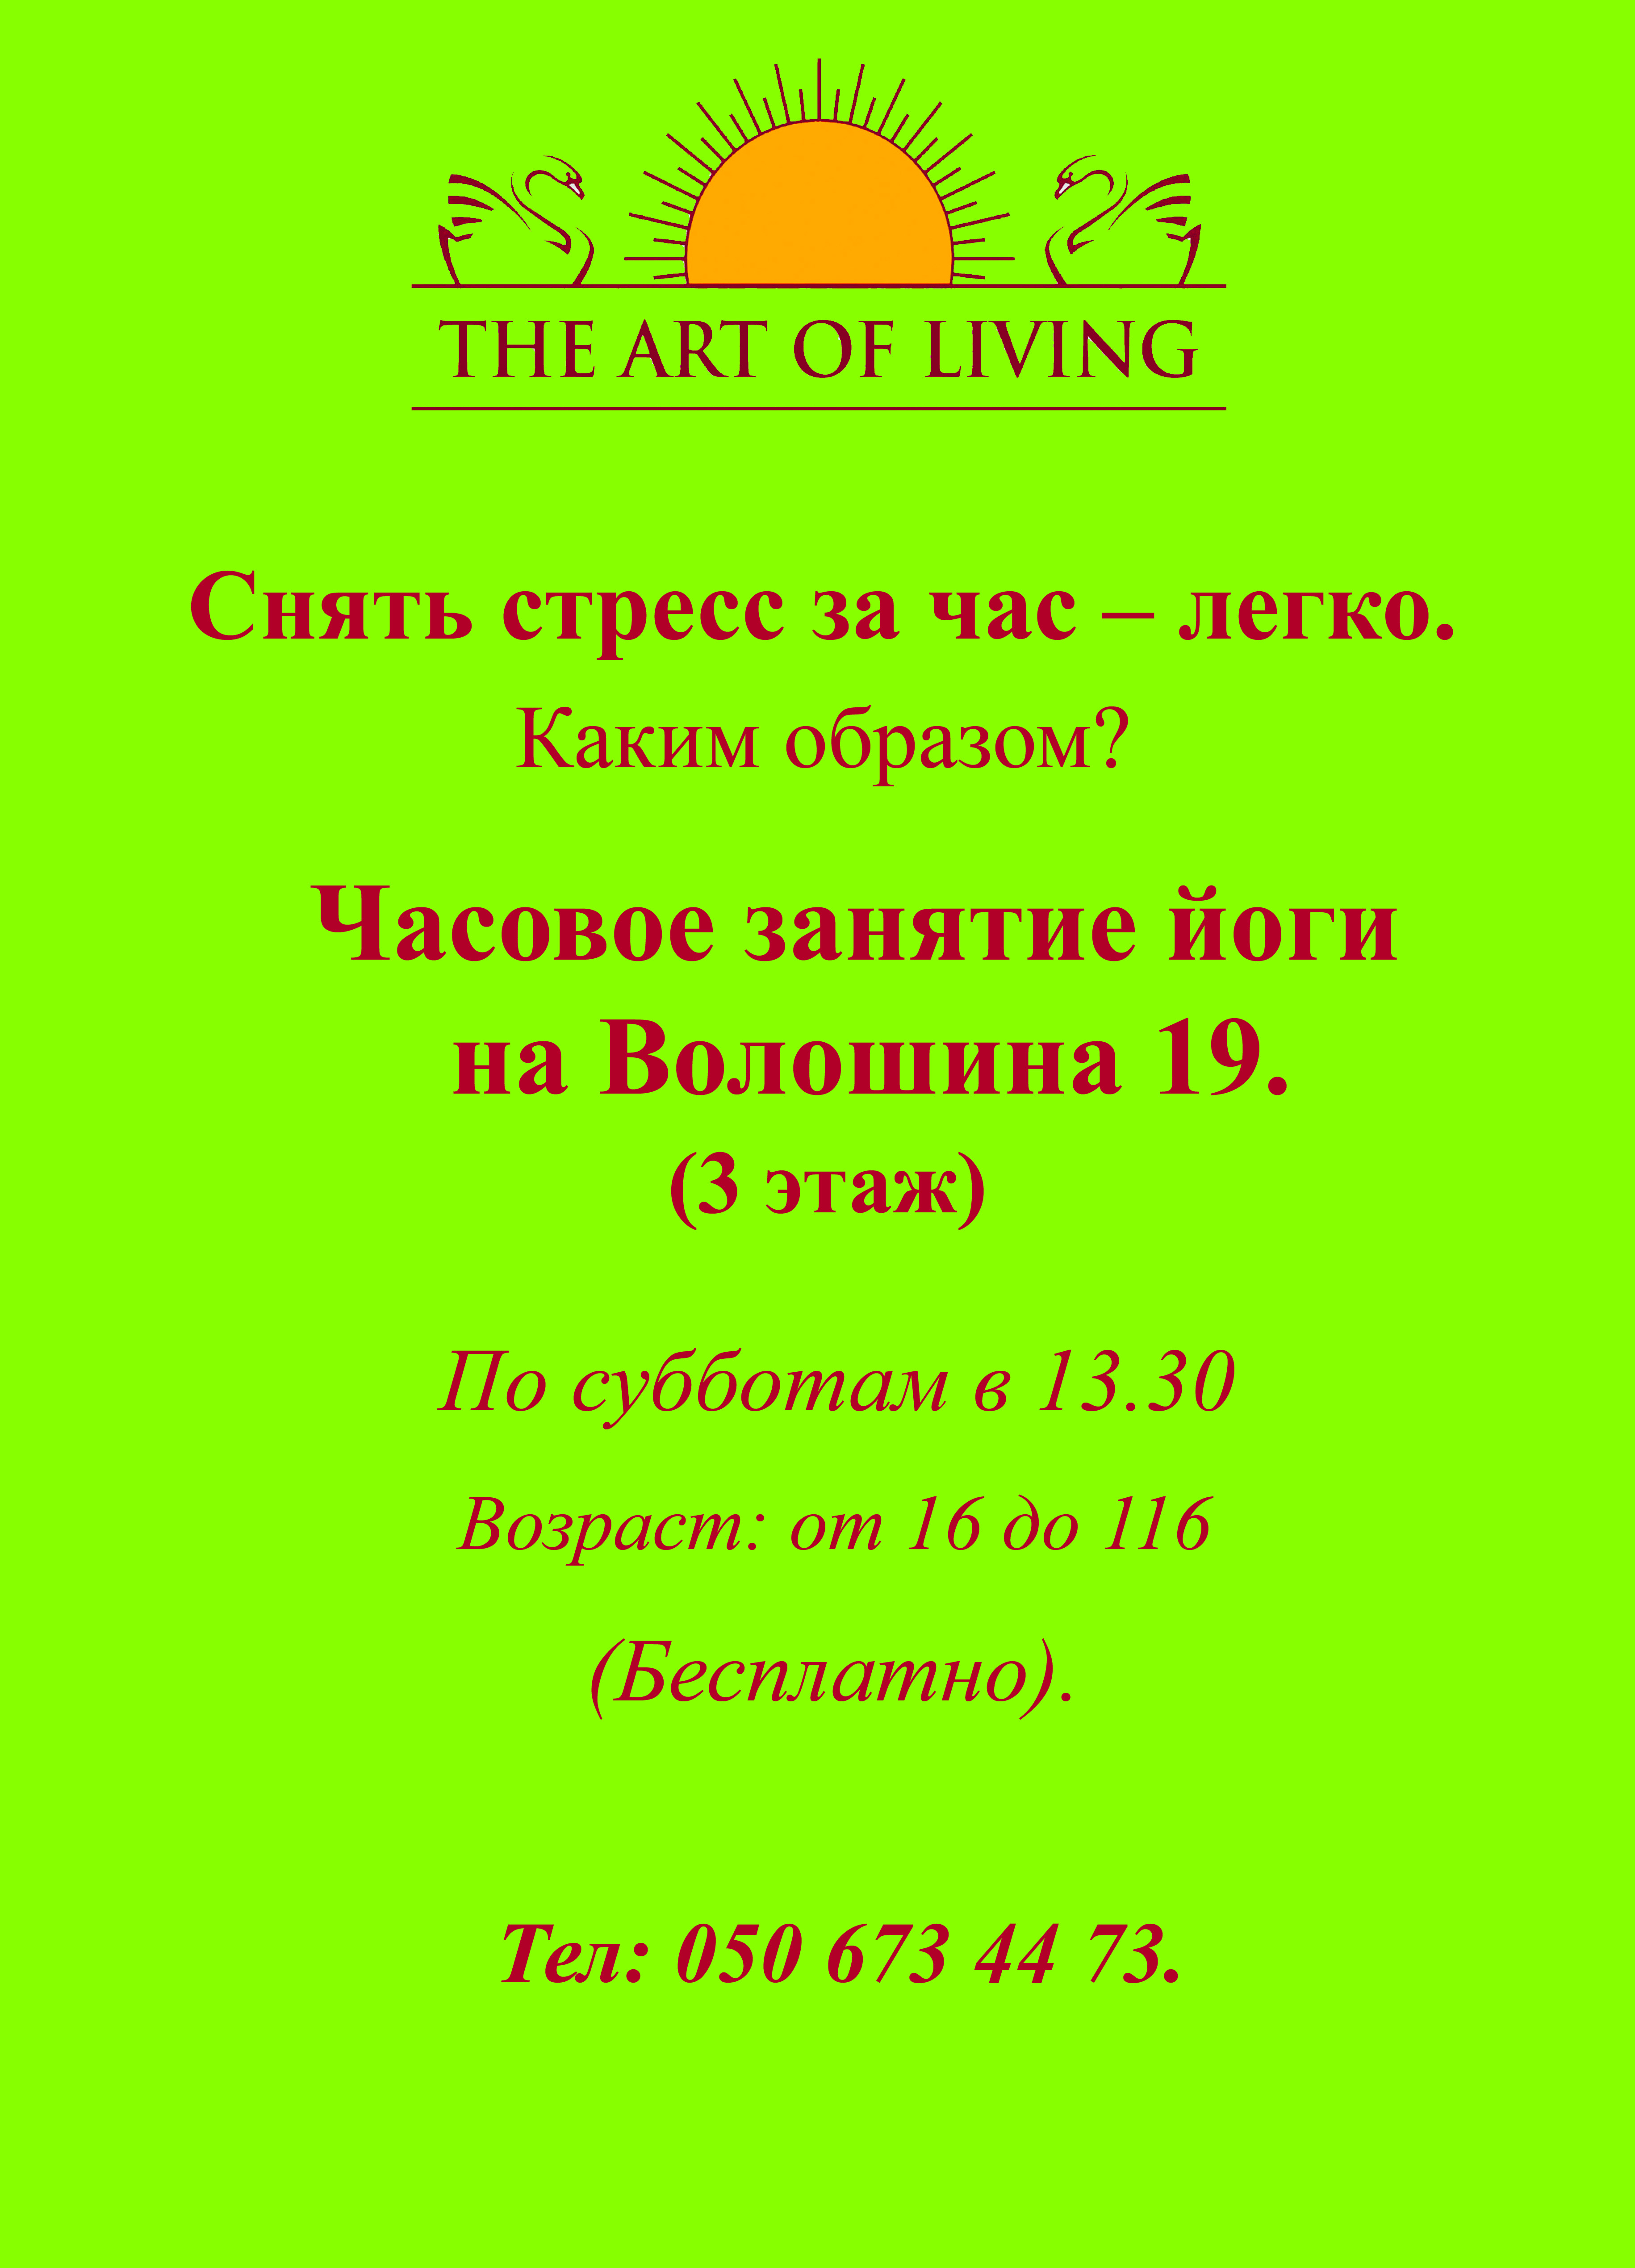 THE ART OF LIVING
Снять стресс за час – легко.
Каким образом?
Часовое занятие йоги
на Волошина 19.
(3 этаж)
По субботам в 13.30
Возраст: от 16 до 116
(Бесплатно).
Тел: 050 673 44 73.